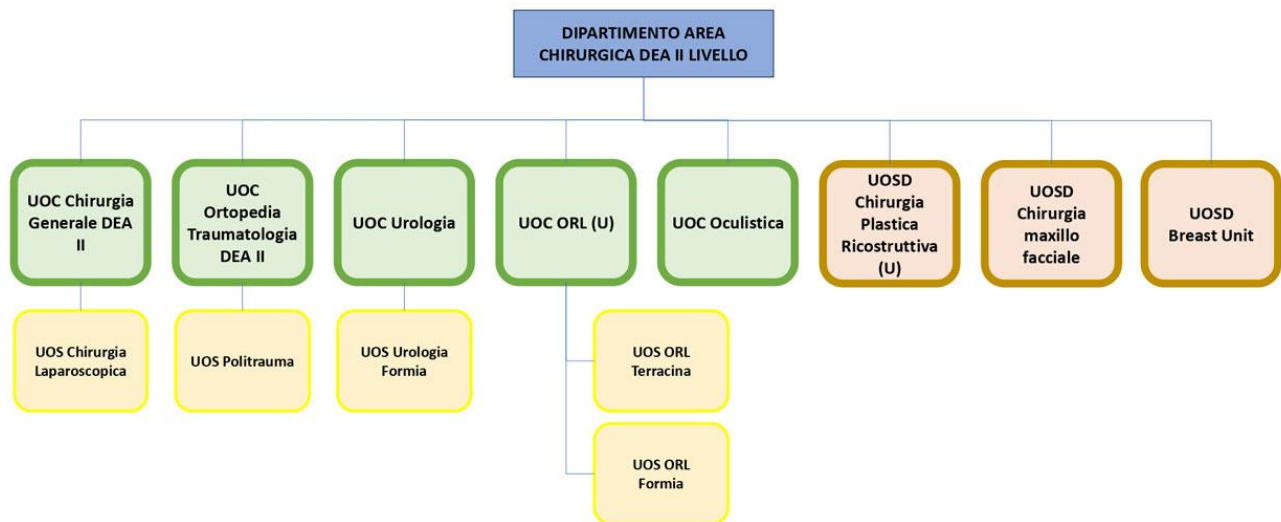 DIPARTIMENTO AREA
CHIRURGICA DEA II LIVELLO
UOC Chirurgia
Generale DEA
II
UOC
Ortopedia
Traumatologia
DEA II
UOC Urologia
UOC ORL (U)
UOC Oculistica
UOSD
Chirurgia
Plastica
Ricostruttiva
(U)
UOSD
Chirurgia
maxillo
facciale
UOSD
Breast Unit
UOS Chirurgia
Laparoscopica
UOS Politrauma
UOS Urologia
Formia
UOS ORL
Terracina
UOS ORL
Formia